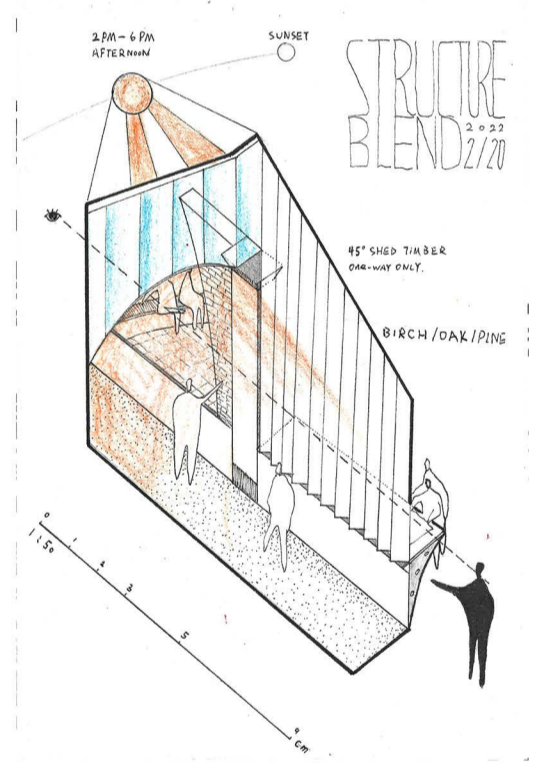 2PM-6PM
AFTERNOON
SUNSET
STRUCTURE
BLEND 2022
2/20
45° SHED TIMBER
ONE-WAY ONLY.
BIRCH/OAK/PINE
0
1:50
1
2
3
5
9
cm